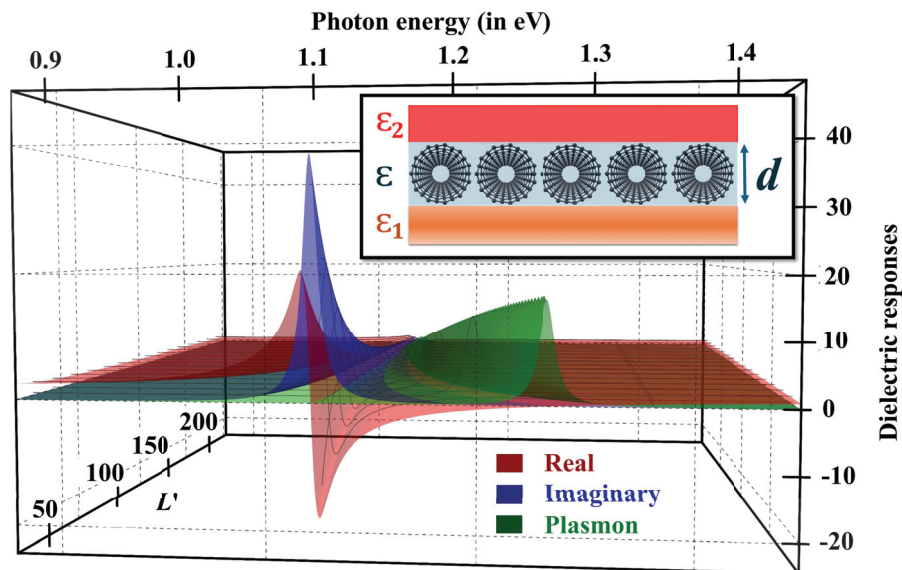 Photon energy (in eV)
0.9 1.0 1.1 1.2 1.3 1.4
ε2
ε
ε1
d
40
30
20
10
0
-10
-20
Dielectric responses
200
150
100
50
L'
Real
Imaginary
Plasmon